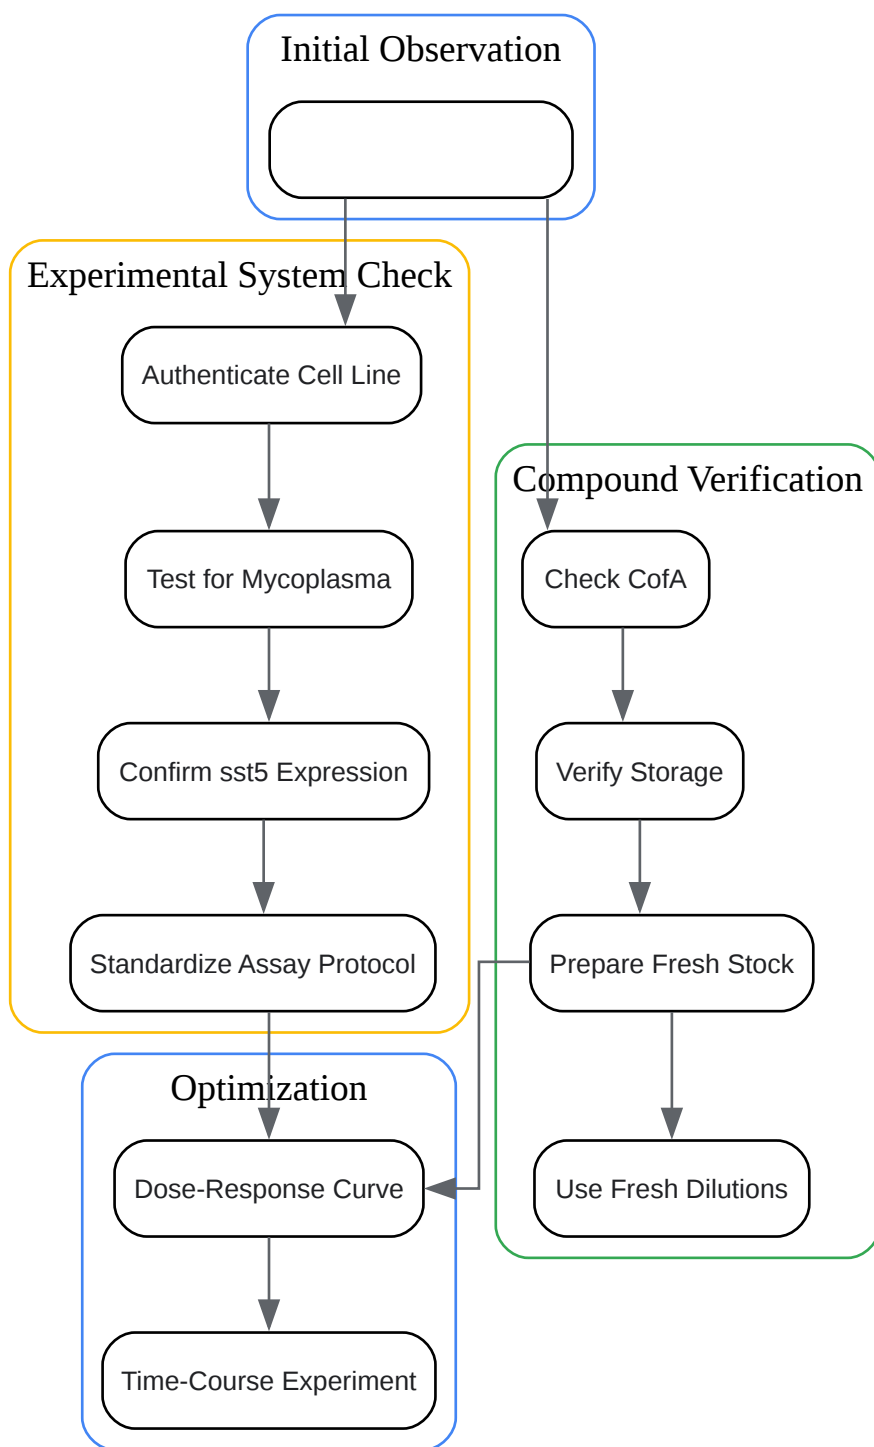 Initial Observation
Experimental System Check
Authenticate Cell Line
Test for Mycoplasma
Confirm sst5 Expression
Standardize Assay Protocol
Compound Verification
Check CofA
Verify Storage
Prepare Fresh Stock
Use Fresh Dilutions
Optimization
Dose-Response Curve
Time-Course Experiment